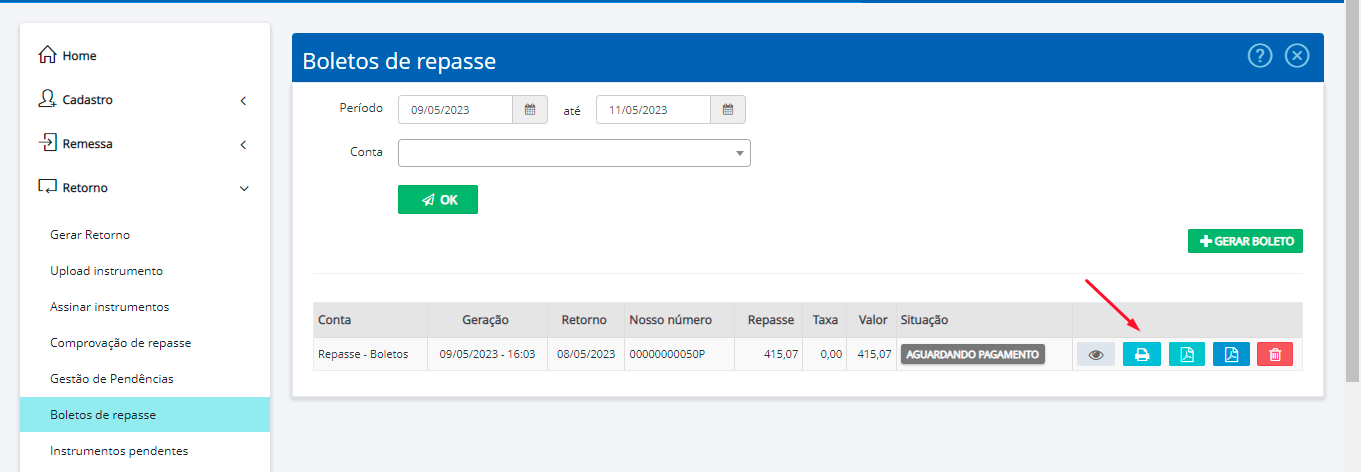 Home
Cadastro
Remessa
Retorno
Gerar Retorno
Upload instrumento
Assinar instrumentos
Comprovação de repasse
Gestão de Pendências
Boletos de repasse
Instrumentos pendentes
Boletos de repasse
Período 09/05/2023 até 11/05/2023
Conta
OK
GERAR BOLETO
Conta Geração Retorno Nosso número Repasse Taxa Valor Situação
Repasse - Boletos 09/05/2023 - 16:03 08/05/2023 00000000050P 415,07 0,00 415,07 AGUARDANDO PAGAMENTO